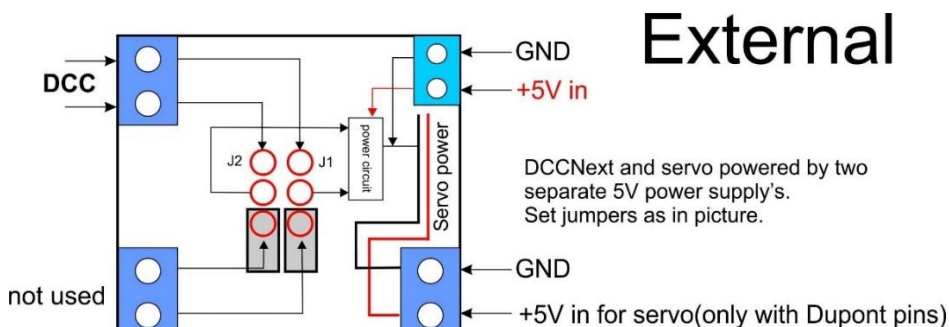 External
GND
DCC
+5V in
J2
J1
power circuit
Servo power
DCCNext and servo powered by two
separate 5V power supply's.
Set jumpers as in picture.
GND
not used
+5V in for servo(only with Dupont pins)